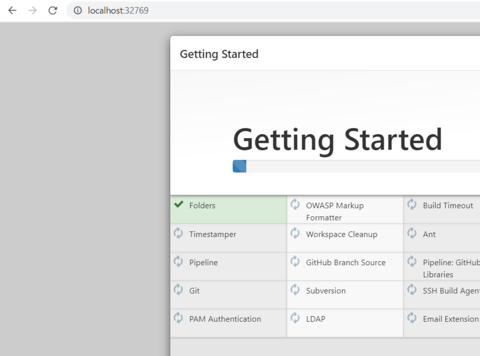 localhost:32769
Getting Started
Getting Started
Folders
OWASP Markup
Formatter
Build Timeout
Timestamper
Workspace Cleanup
Ant
Pipeline
GitHub Branch Source
Pipeline: GitHub
Libraries
Git
Subversion
SSH Build Agen
PAM Authentication
LDAP
Email Extension